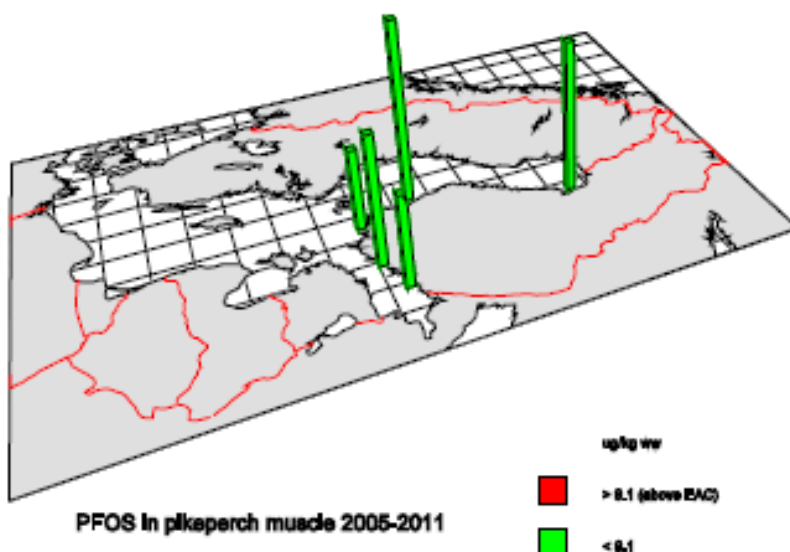 ug/kg ww
> 9.1 (above EAC)
PFOS in pikeperch muscle 2005-2011
< 9.1